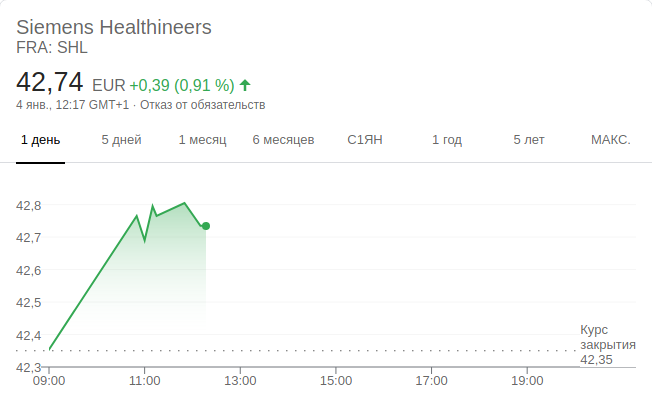 Siemens Healthineers
FRA: SHL
42,74 EUR +0,39 (0,91 %)
4 янв., 12:17 GMT+1 · Отказ от обязательств
1 день 5 дней 1 месяц 6 месяцев С1ЯН 1 год 5 лет МАКС.
42,8
42,7
42,6
42,5
42,4
42,3
Курс
закрытия
42,35
09:00 11:00 13:00 15:00 17:00 19:00